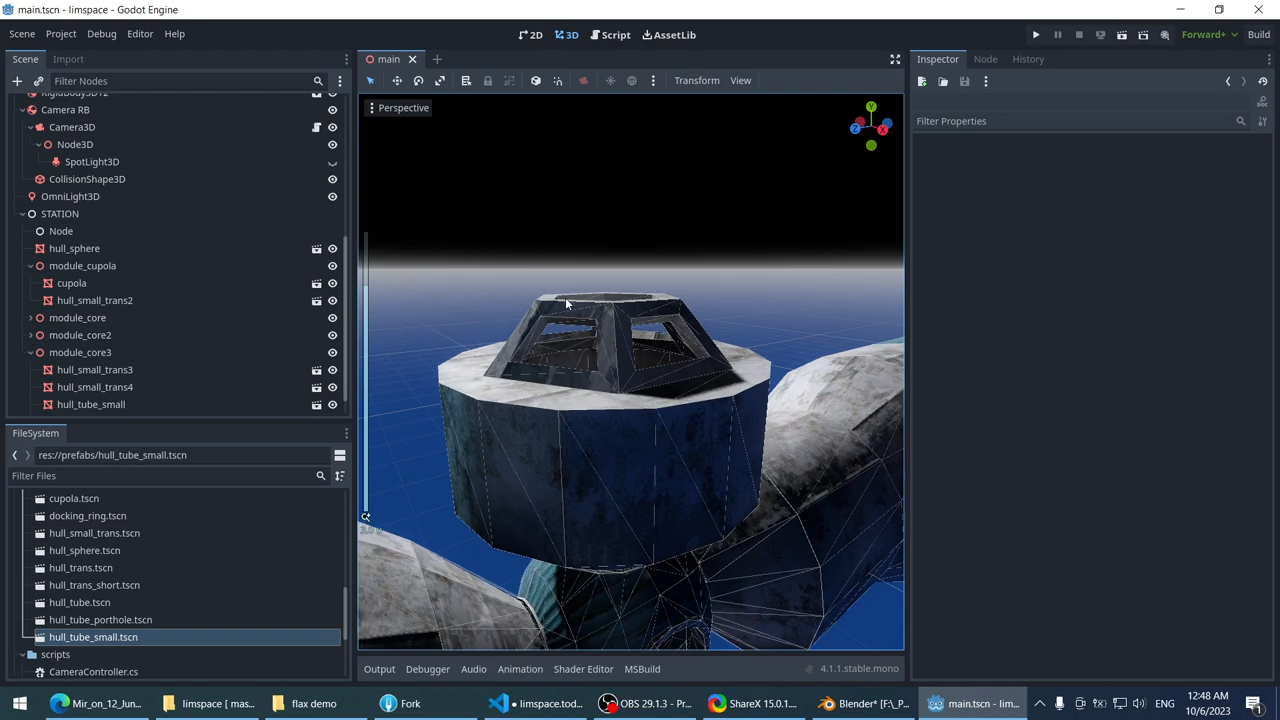 main.tscn - limspace - Godot Engine
Scene Project Debug Editor Help
2D 3D Script AssetLib
Forward+ Build
Scene Import
main
Inspector Node History
Filter Nodes
Transform View
Filter Properties
Perspective
Y
Z X
Camera RB
Camera3D
Node3D
SpotLight3D
CollisionShape3D
OmniLight3D
STATION
Node
hull_sphere
module_cupola
cupola
hull_small_trans2
module_core
module_core2
module_core3
hull_small_trans3
hull_small_trans4
hull_tube_small
FileSystem
res://prefabs/hull_tube_small.tscn
Filter Files
cupola.tscn
docking_ring.tscn
hull_small_trans.tscn
hull_sphere.tscn
hull_trans.tscn
hull_trans_short.tscn
hull_tube.tscn
hull_tube_porthole.tscn
hull_tube_small.tscn
scripts
CameraController.cs
Output Debugger Audio Animation Shader Editor MSBuild
4.1.1.stable.mono
Mir_on_12_Jun... limspace [ mas... flax demo Fork • limspace.tod... OBS 29.1.3 - Pr... ShareX 15.0.1... Blender* [F:\_P... main.tscn - lim... ENG
12:48 AM
10/6/2023